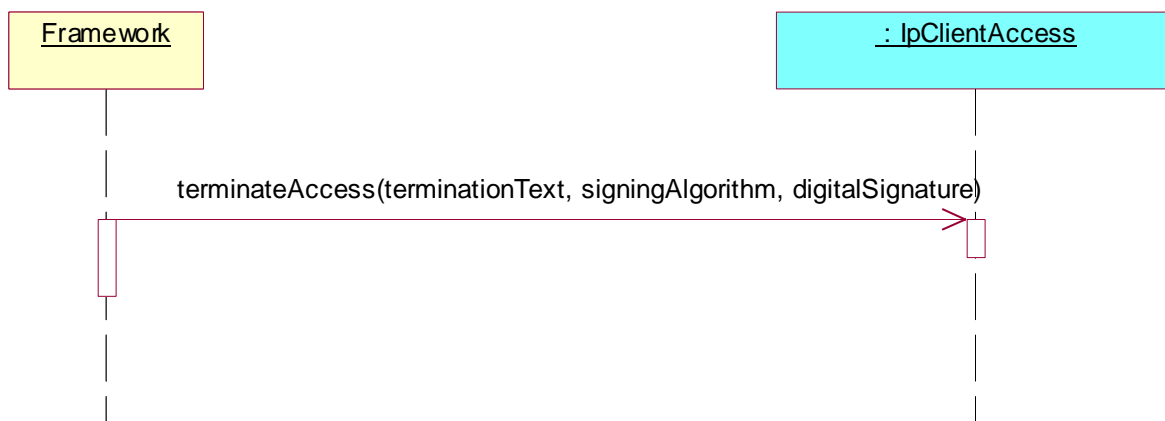 Framework
: IpClientAccess
terminateAccess(terminationText, signingAlgorithm, digitalSignature)